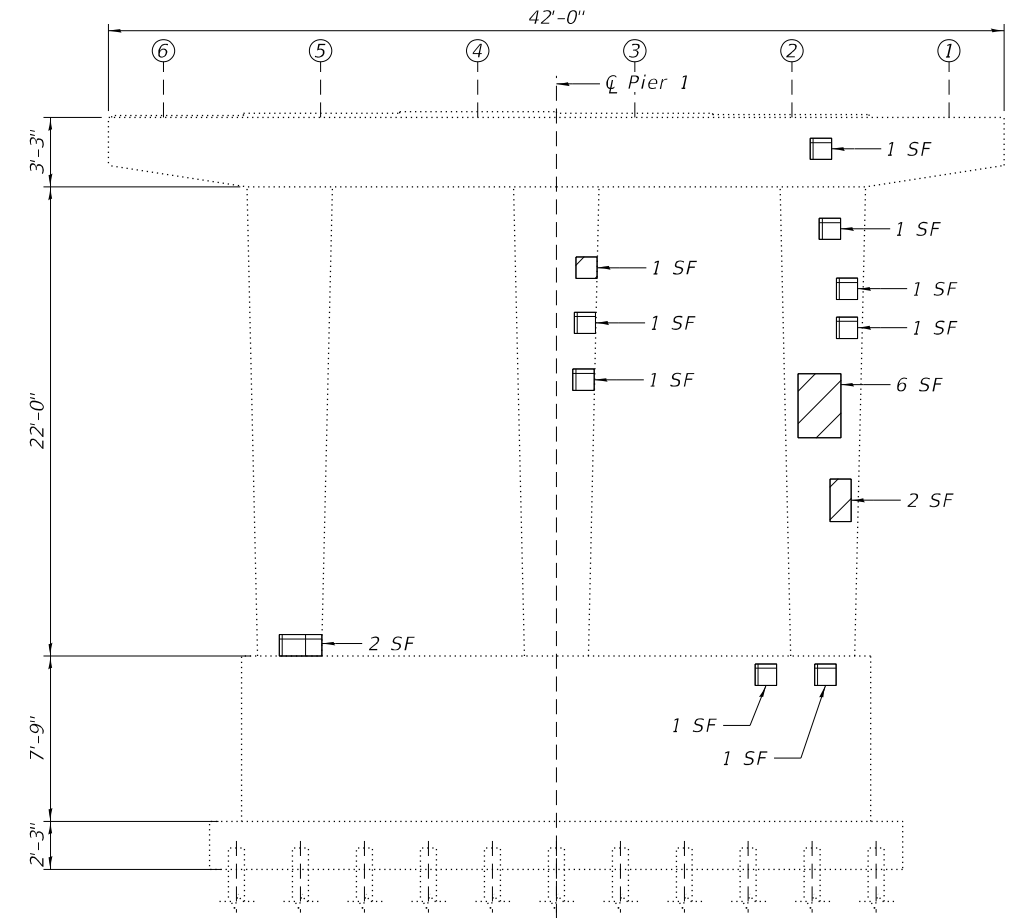 42'-0"
6 5 4 3 2 1
℄ Pier 1
3'-3"
1 SF
1 SF
1 SF
1 SF
1 SF
1 SF
1 SF
6 SF
22'-0"
2 SF
2 SF
7'-9"
1 SF
1 SF
2'-3"